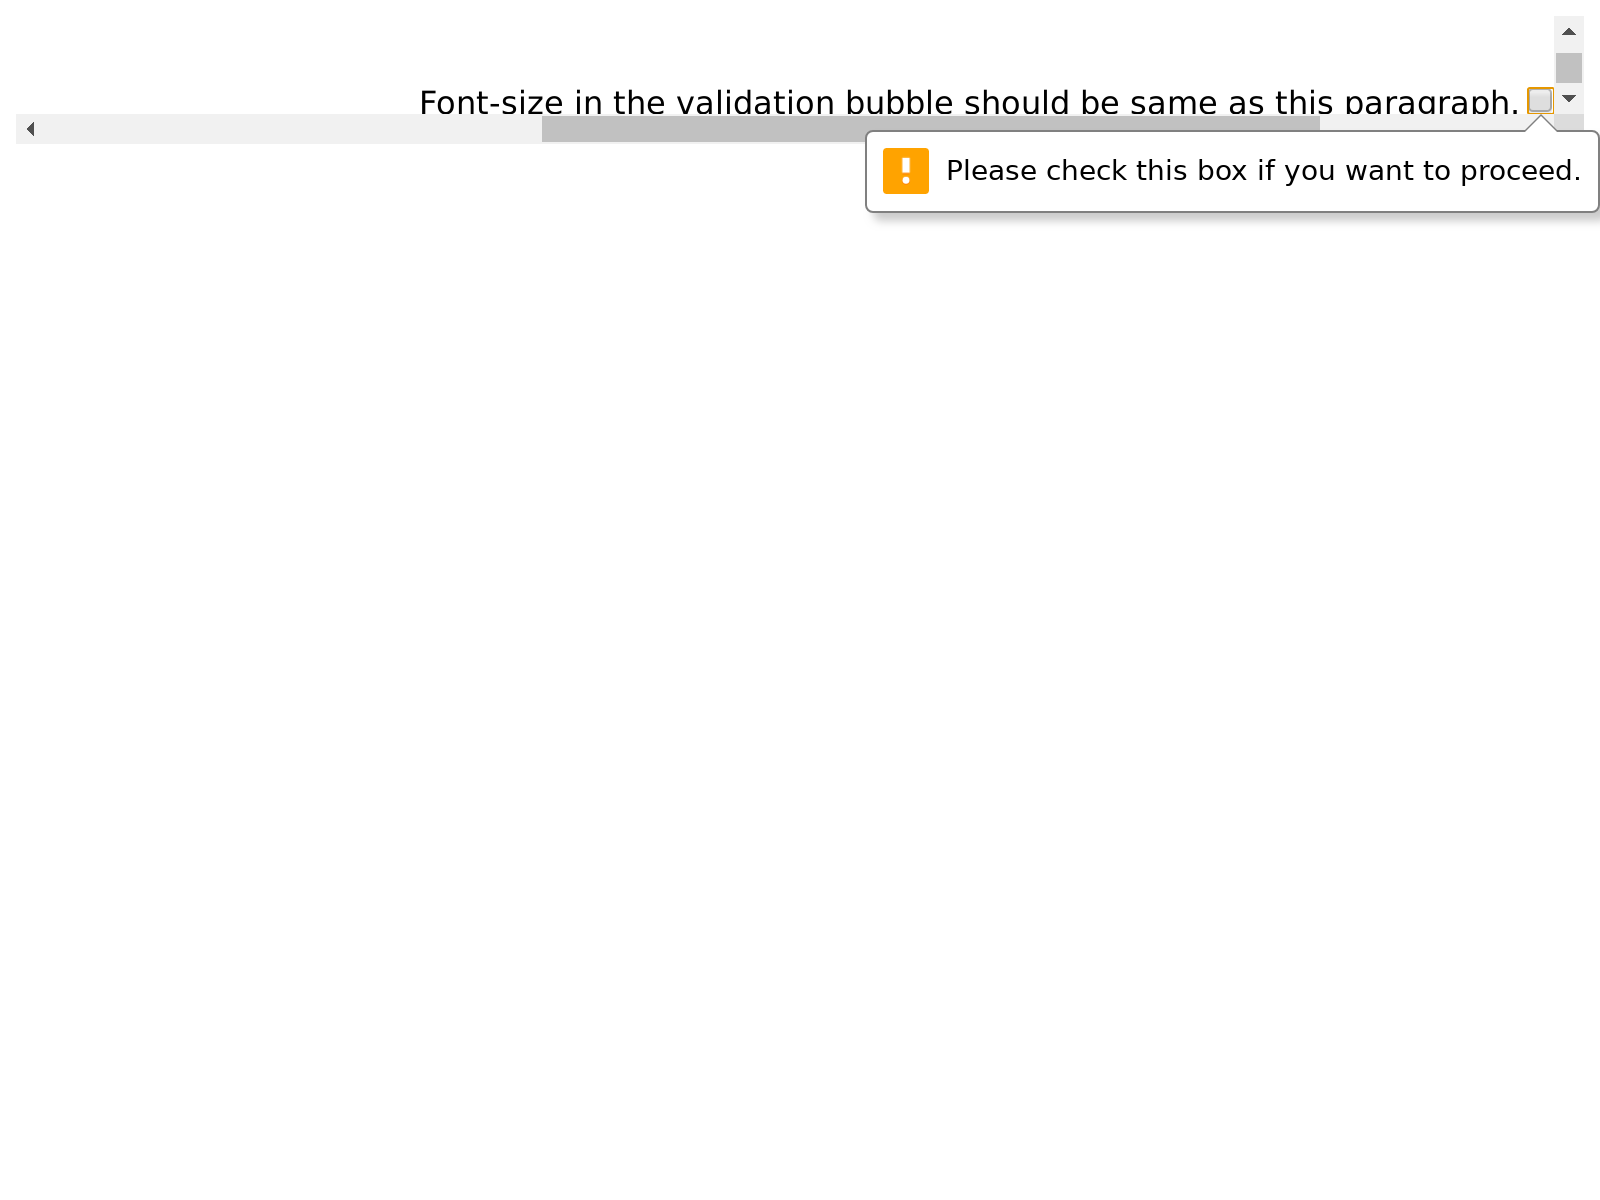 Font-size in the validation bubble should be same as this paragraph.
Please check this box if you want to proceed.